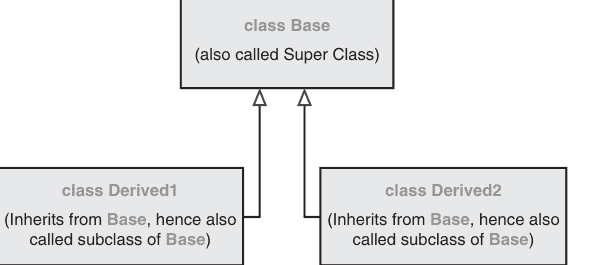 class Base
(also called Super Class)
class Derived1
(Inherits from Base, hence also
called subclass of Base)
class Derived2
(Inherits from Base, hence also
called subclass of Base)